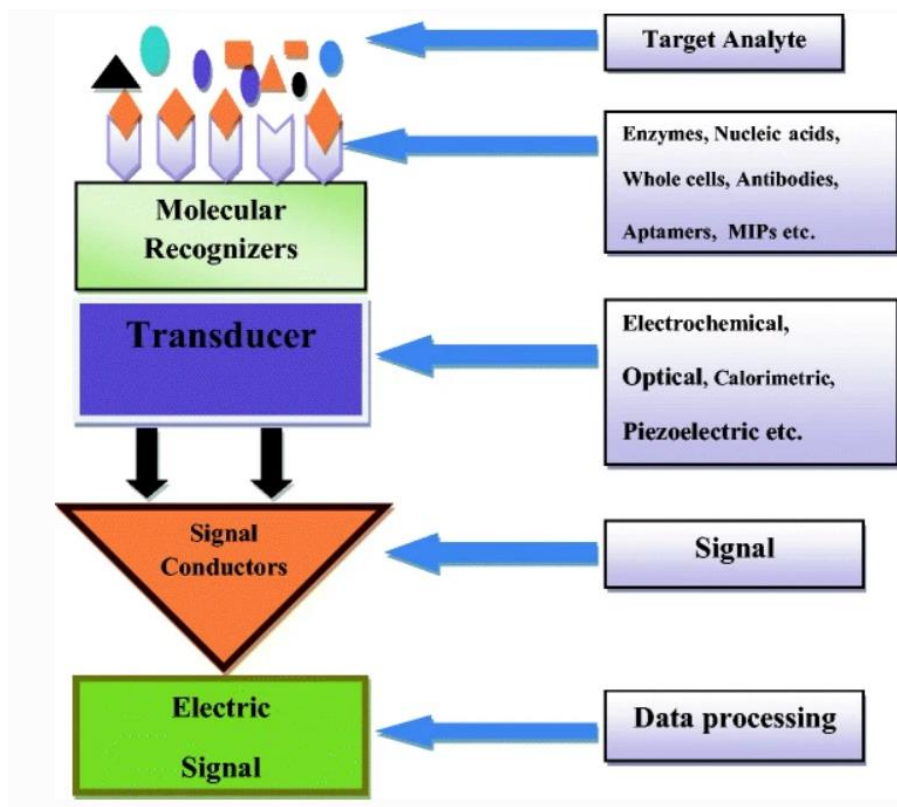 Target Analyte
Enzymes, Nucleic acids,
Whole cells, Antibodies,
Aptamers, MIPs etc.
Molecular
Recognizers
Transducer
Electrochemical,
Optical, Calorimetric,
Piezoelectric etc.
Signal
Conductors
Signal
Electric
Signal
Data processing